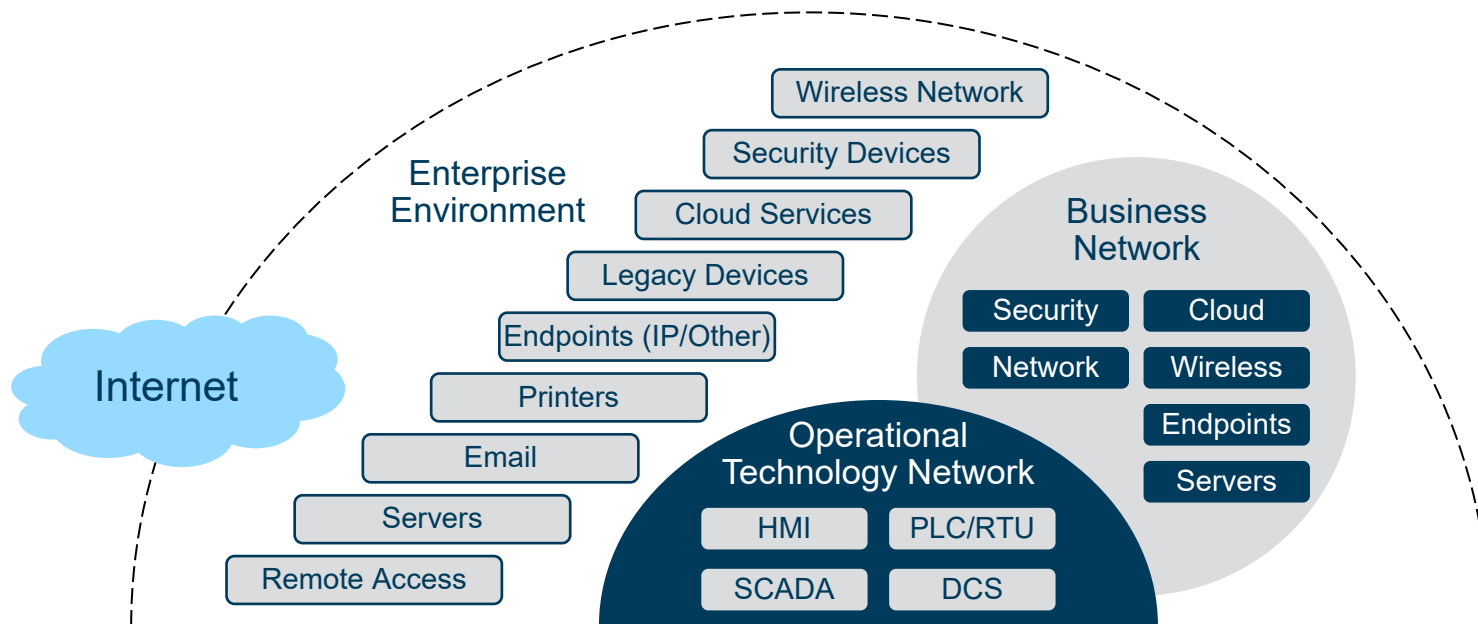 Wireless Network
Security Devices
Enterprise
Environment
Cloud Services
Legacy Devices
Endpoints (IP/Other)
Printers
Email
Servers
Remote Access
Internet
Business
Network
Security
Cloud
Network
Wireless
Endpoints
Servers
Operational
Technology Network
HMI
PLC/RTU
SCADA
DCS